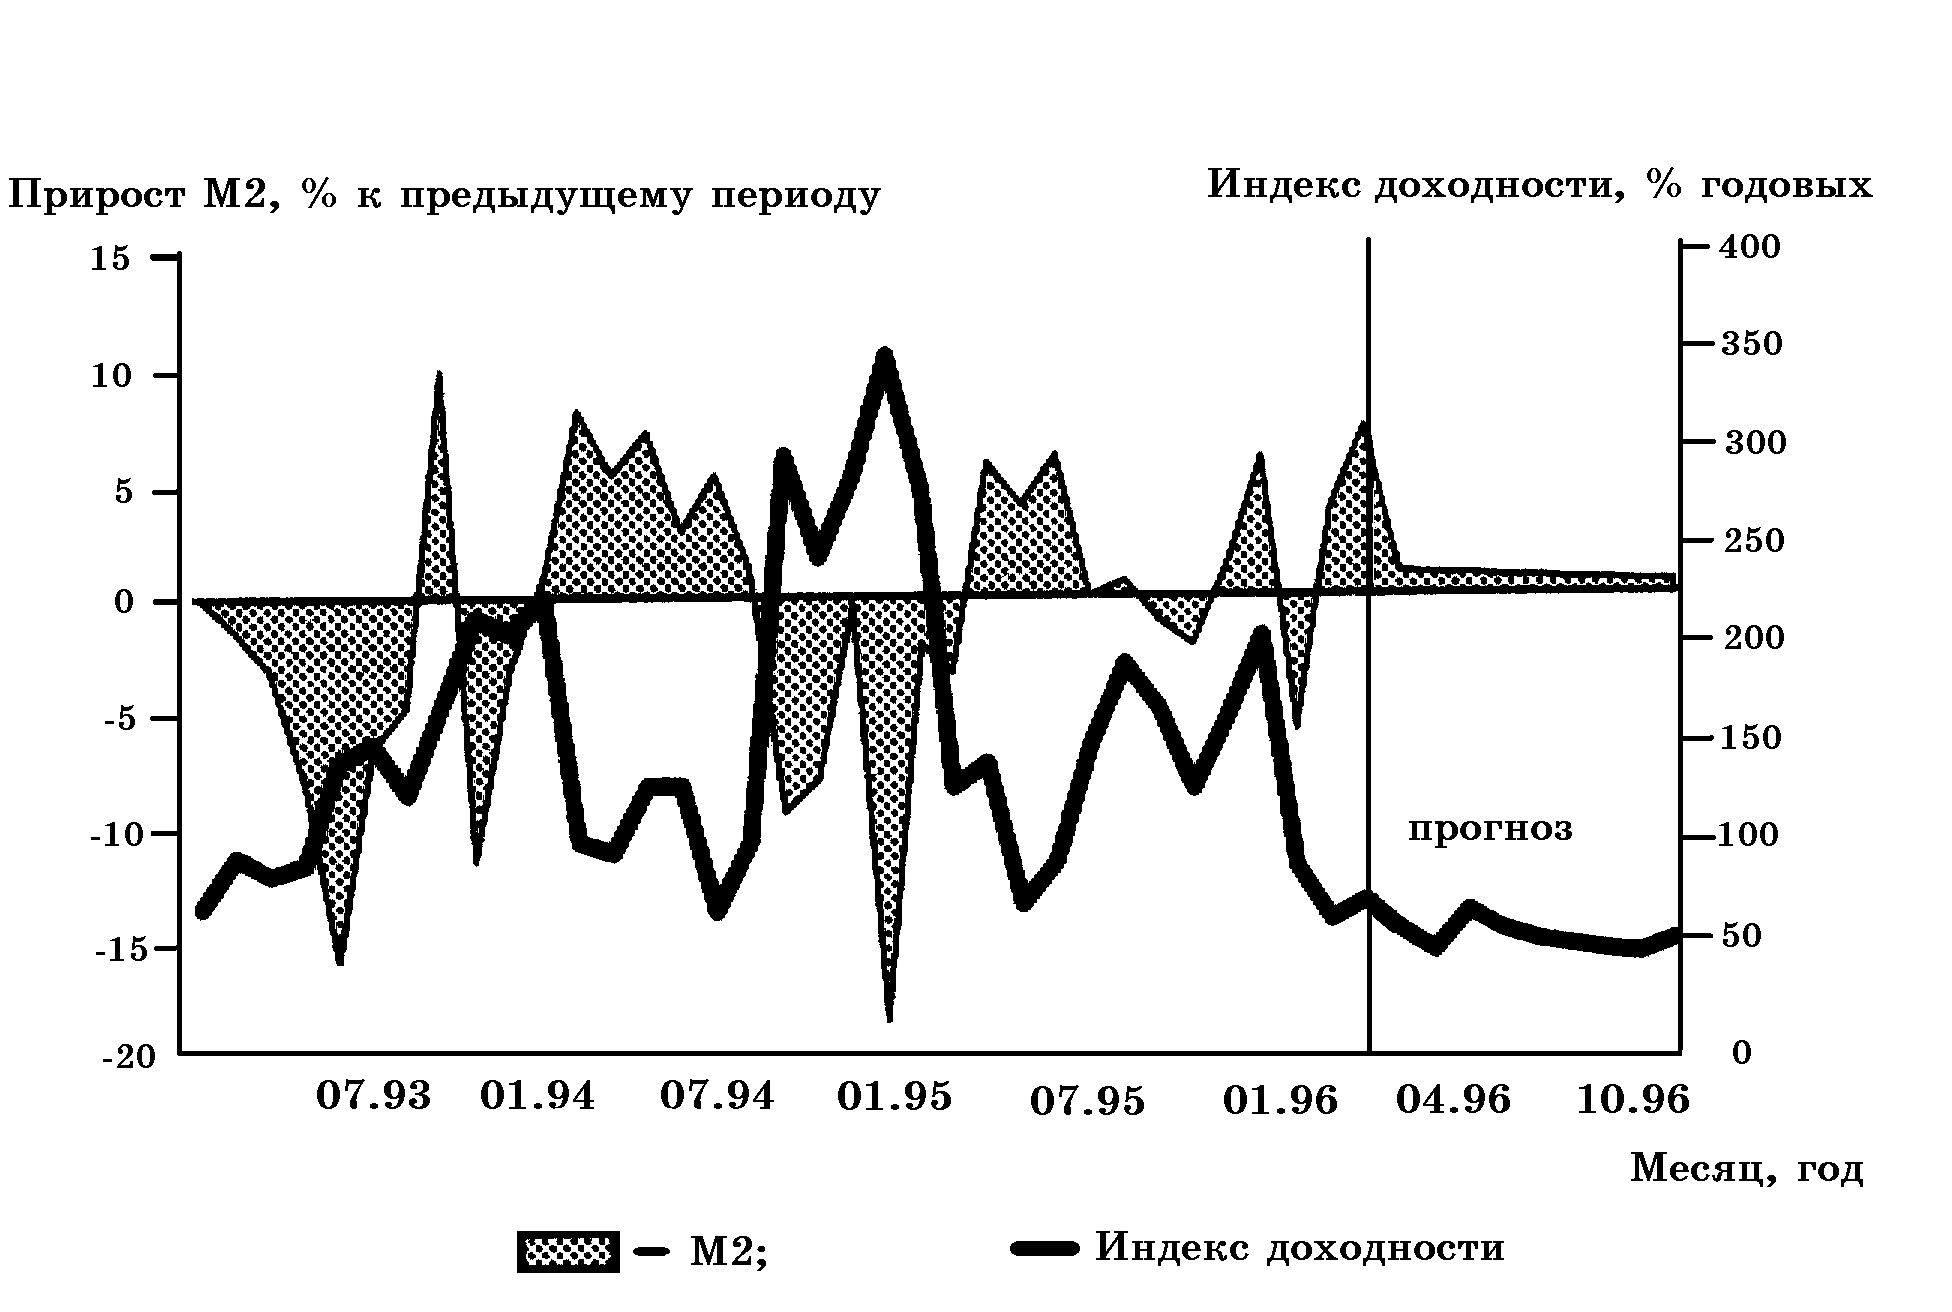 Прирост М2, % к предыдущему периоду
Индекс доходности, % годовых
15
10
5
0
-5
-10
-15
-20
400
350
300
250
200
150
100
50
0
прогноз
07.93 01.94 07.94 01.95 07.95 01.96 04.96 10.96
Месяц, год
М2;
Индекс доходности